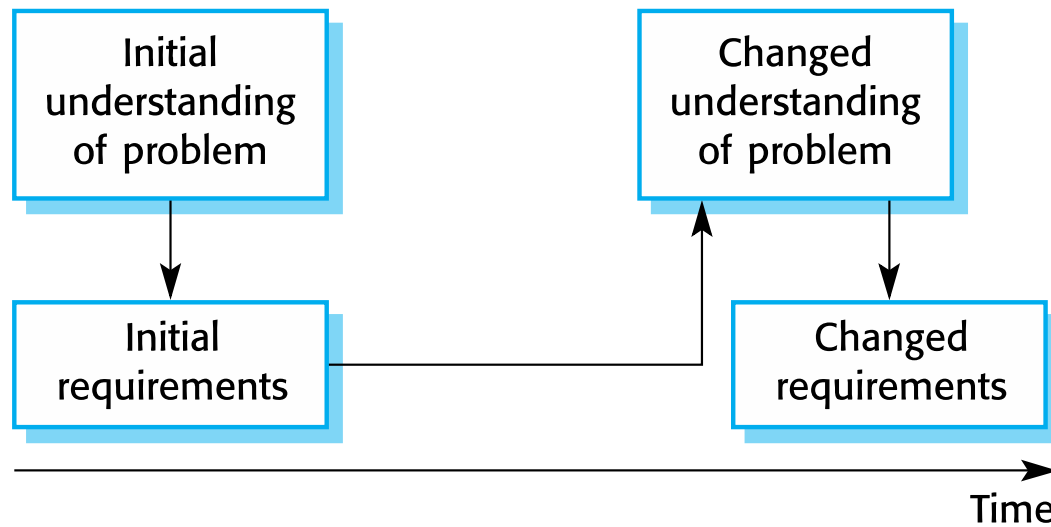 Initial
understanding
of problem
Changed
understanding
of problem
Initial
requirements
Changed
requirements
Time